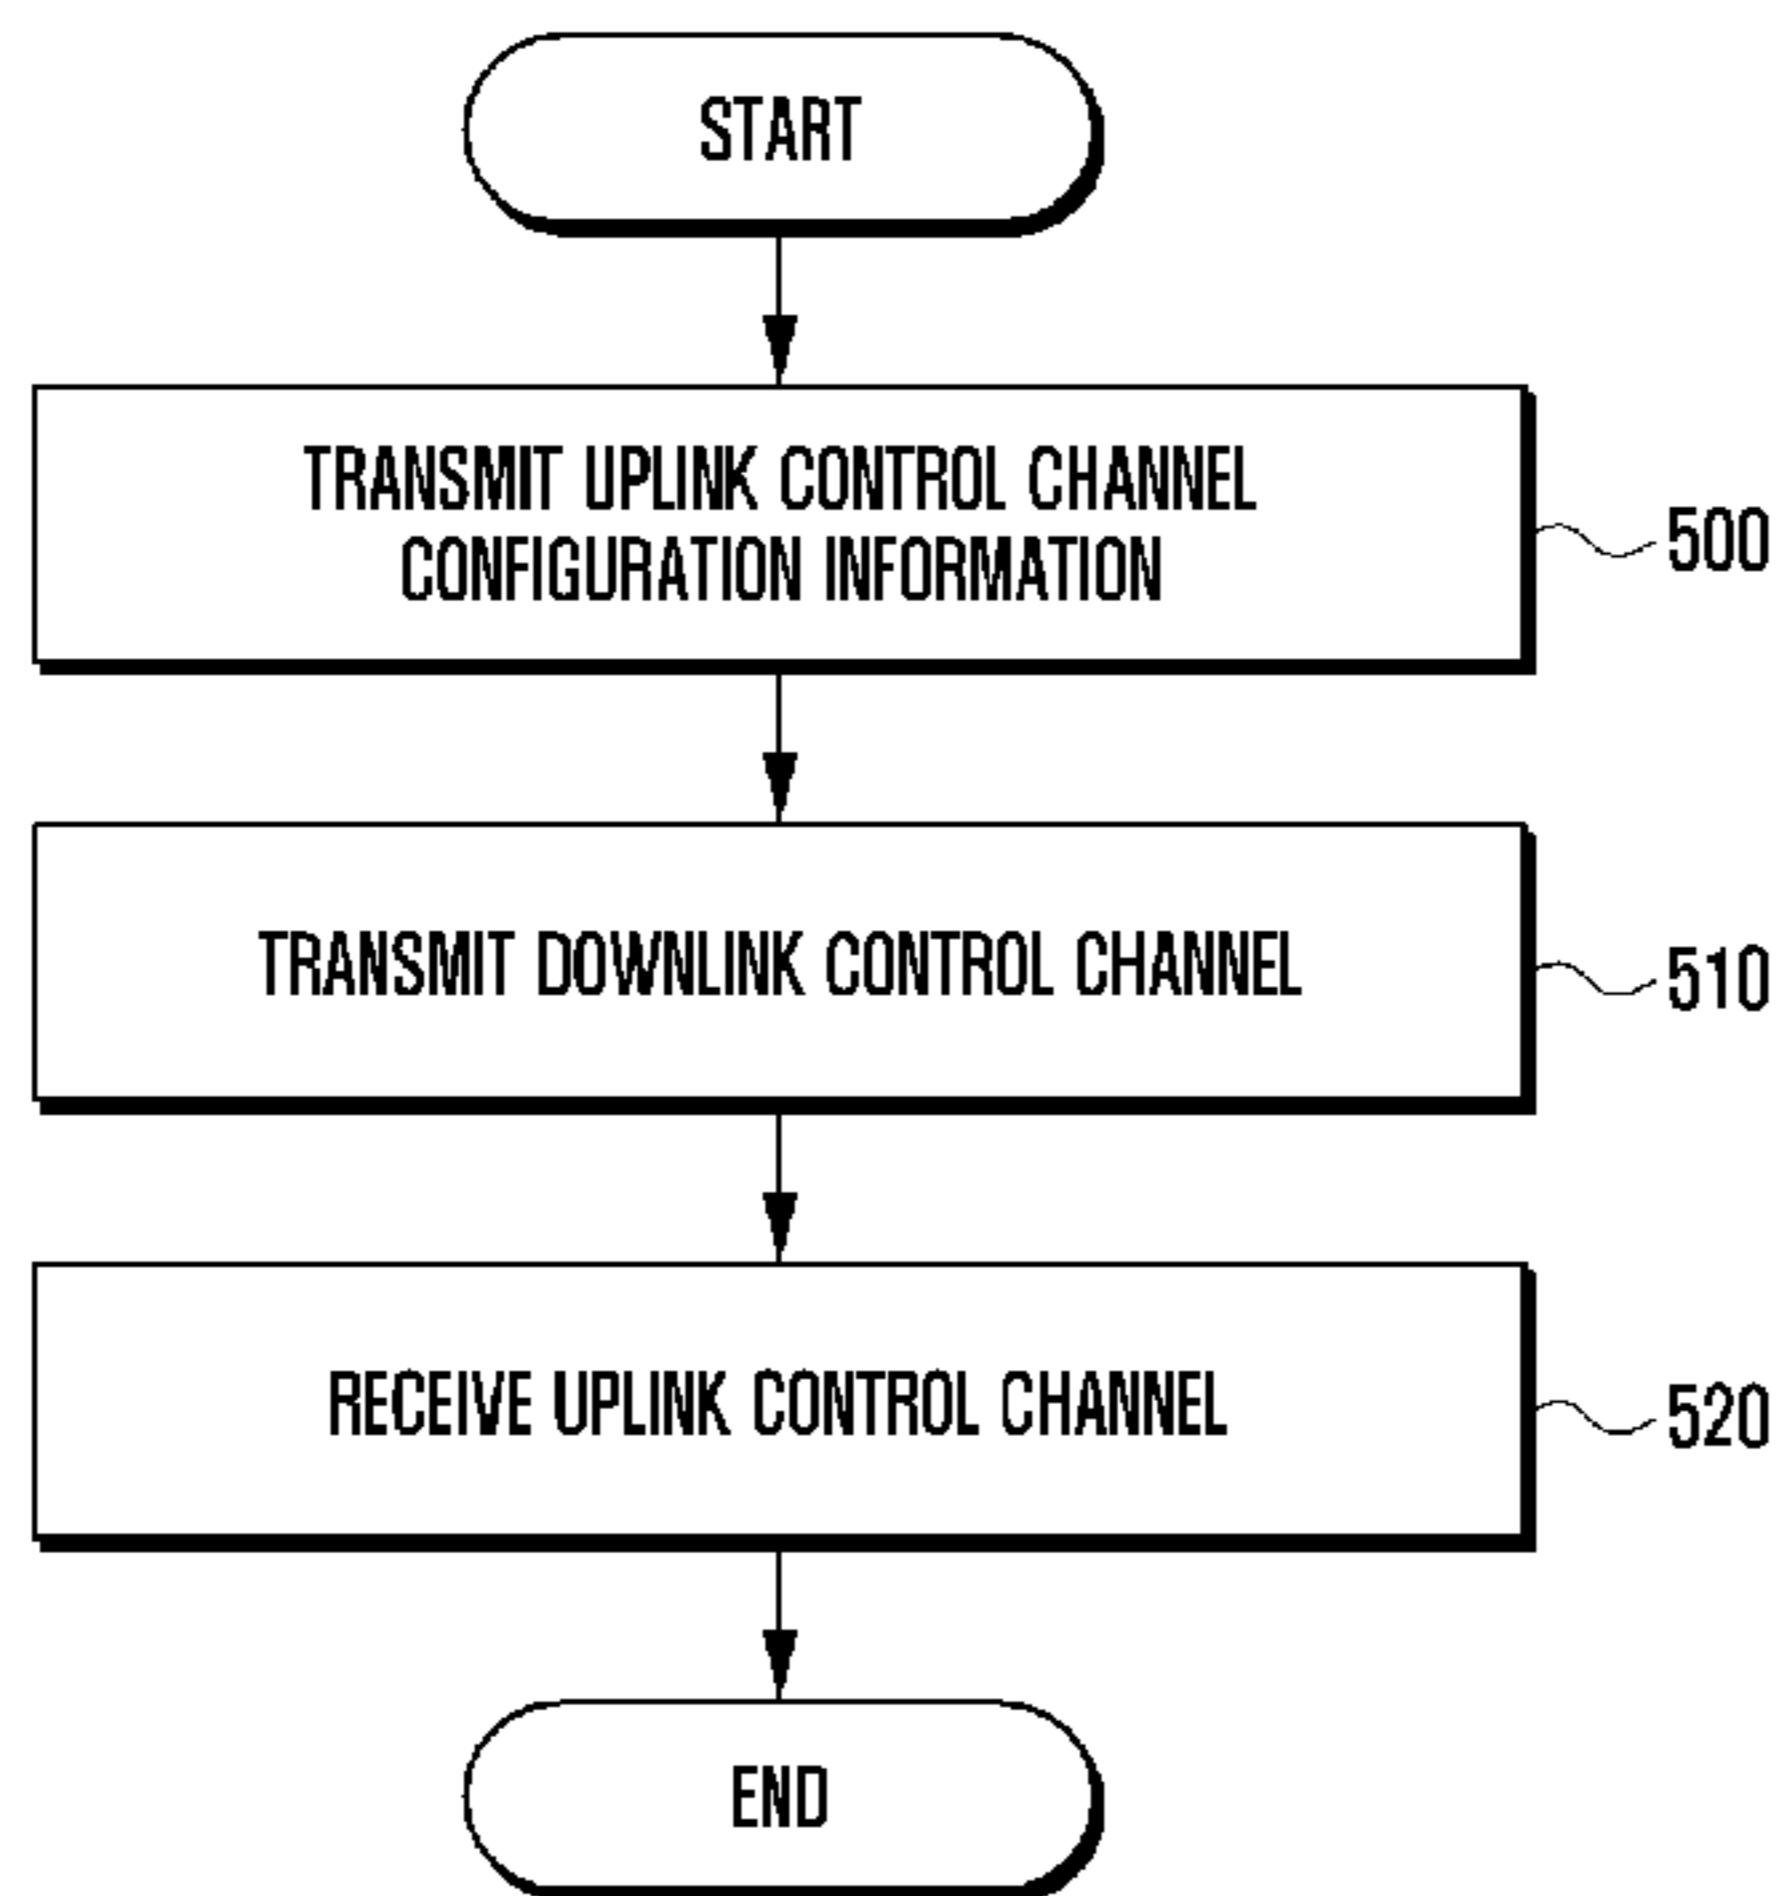 START
TRANSMIT UPLINK CONTROL CHANNEL
CONFIGURATION INFORMATION
500
TRANSMIT DOWNLINK CONTROL CHANNEL
510
RECEIVE UPLINK CONTROL CHANNEL
520
END